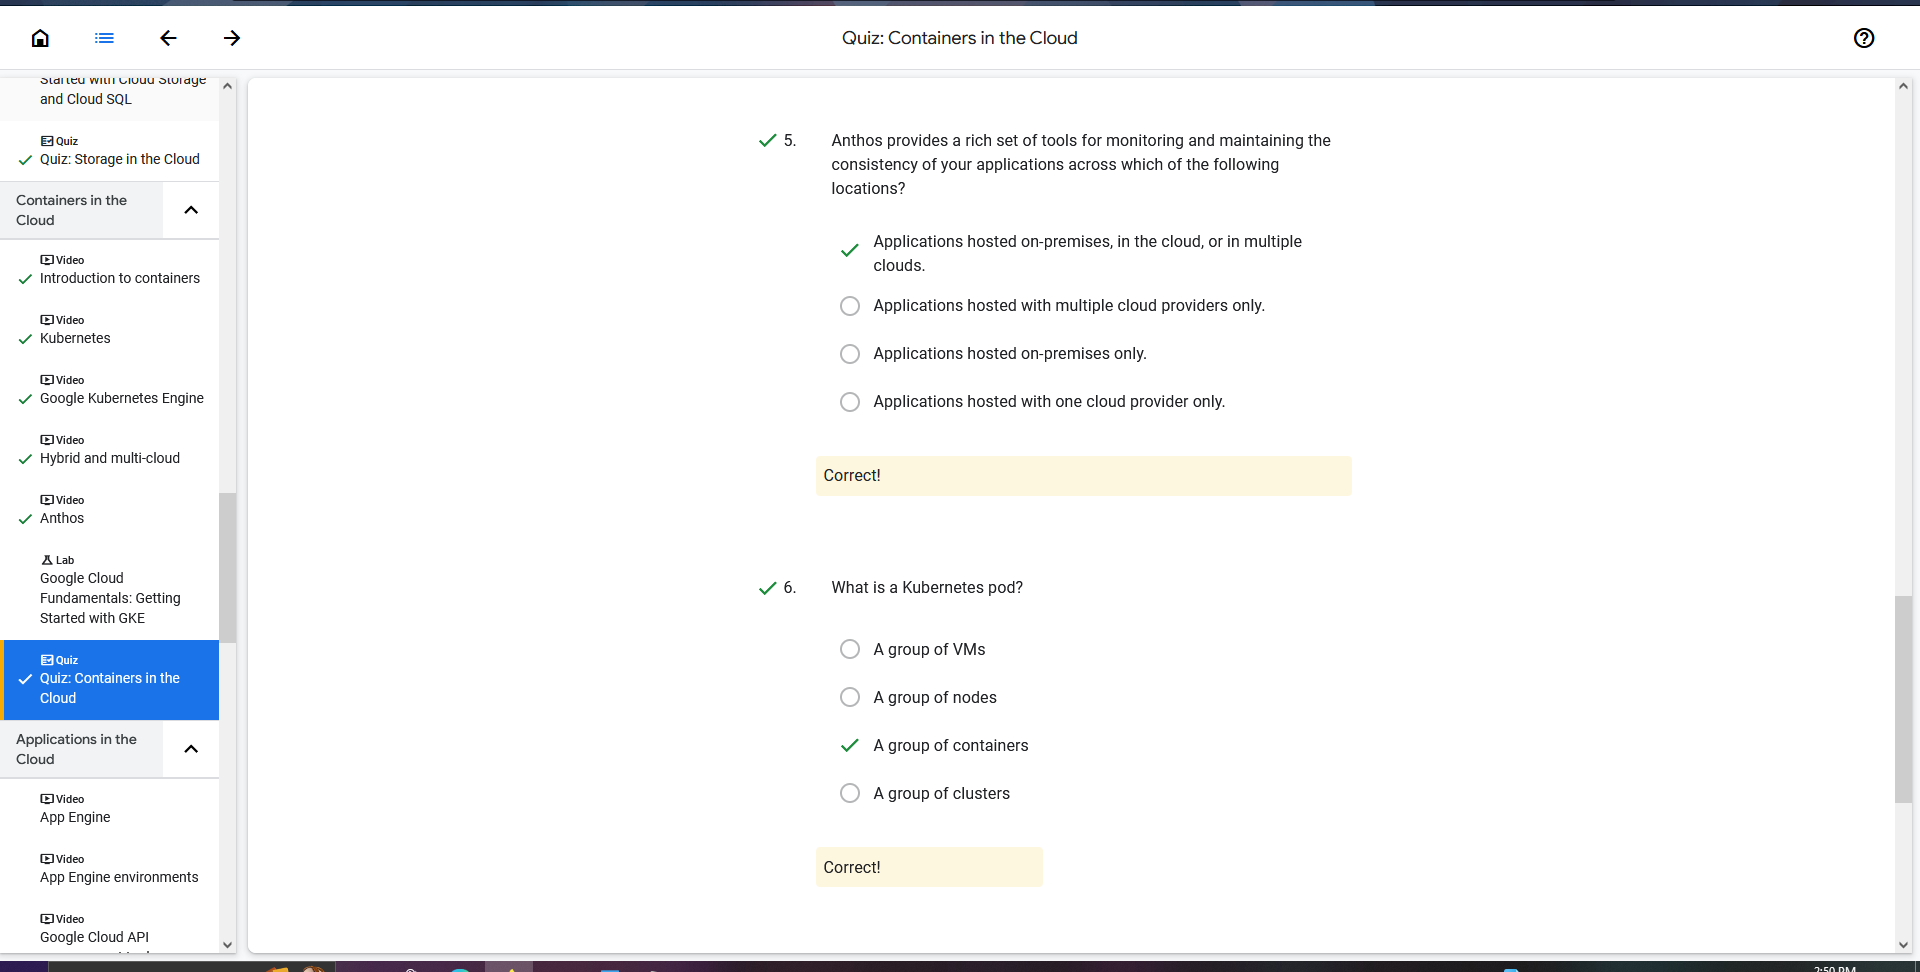 Quiz: Containers in the Cloud
Started with Cloud Storage
and Cloud SQL
Quiz
Quiz: Storage in the Cloud
Containers in the
Cloud
Video
Introduction to containers
Video
Kubernetes
Video
Google Kubernetes Engine
Video
Hybrid and multi-cloud
Video
Anthos
Lab
Google Cloud
Fundamentals: Getting
Started with GKE
Quiz
Quiz: Containers in the
Cloud
Applications in the
Cloud
Video
App Engine
Video
App Engine environments
Video
Google Cloud API
5.
Anthos provides a rich set of tools for monitoring and maintaining the
consistency of your applications across which of the following
locations?
Applications hosted on-premises, in the cloud, or in multiple
clouds.
Applications hosted with multiple cloud providers only.
Applications hosted on-premises only.
Applications hosted with one cloud provider only.
Correct!
6.
What is a Kubernetes pod?
A group of VMs
A group of nodes
A group of containers
A group of clusters
Correct!
2:50 PM